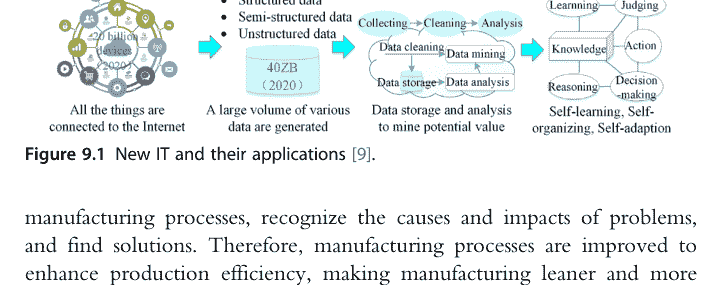 Structured data
Semi-structured data
Unstructured data
20 billion
devices
(2020)
40ZB
(2020)
Collecting
Cleaning
Analysis
Data cleaning
Data mining
Data storage
Data analysis
Learnning
Judging
Knowledge
Action
Reasoning
Decision
-making
All the things are
connected to the Internet
A large volume of various
data are generated
Data storage and analysis
to mine potential value
Self-learning, Self-
organizing, Self-adaption
Figure 9.1 New IT and their applications [9].
manufacturing processes, recognize the causes and impacts of problems,
and find solutions. Therefore, manufacturing processes are improved to
enhance production efficiency, making manufacturing leaner and more